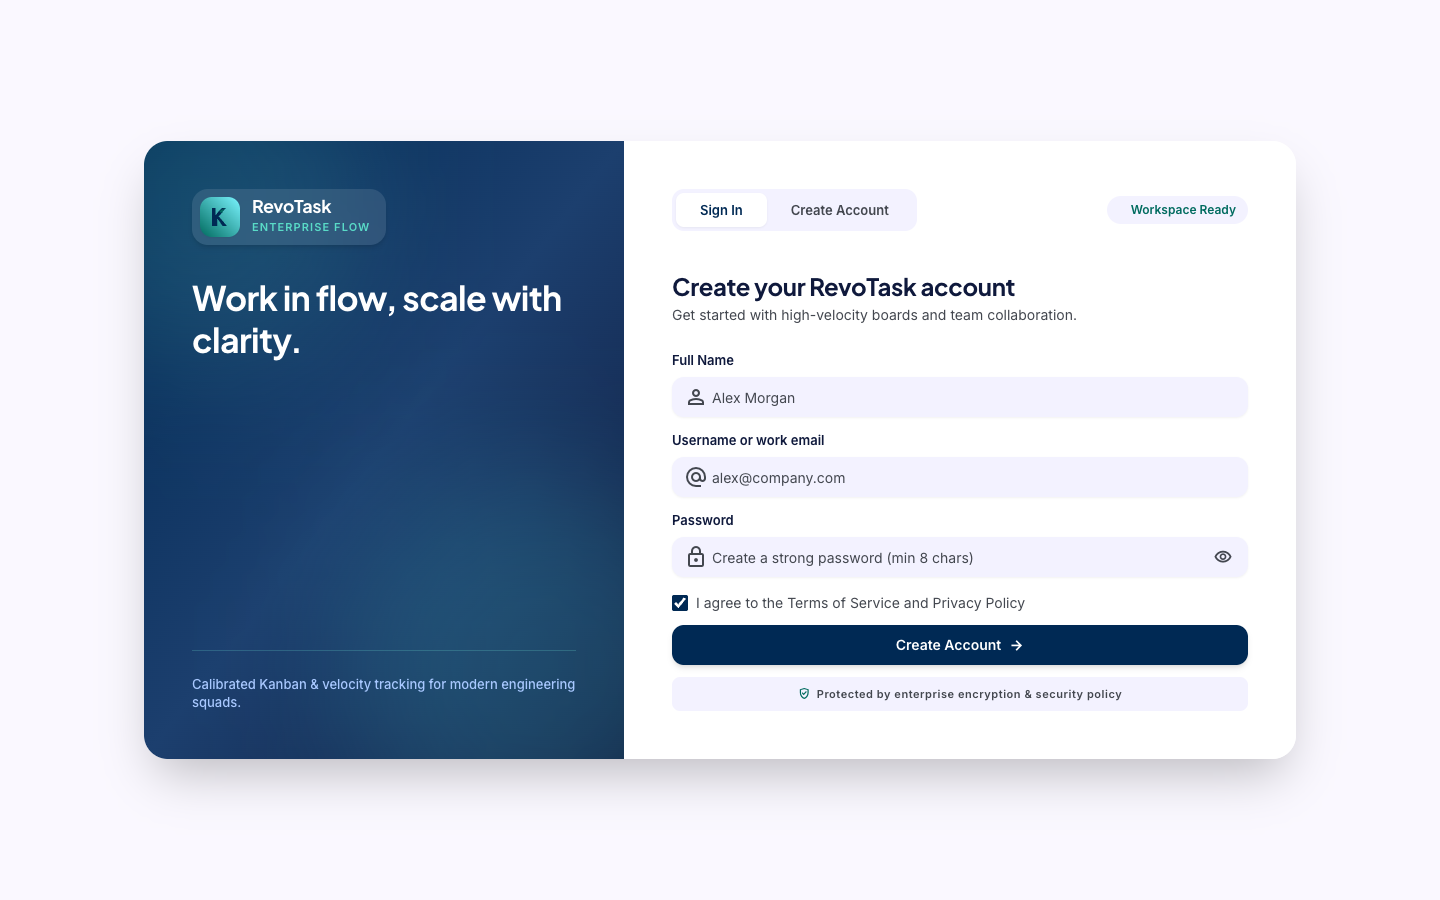 K
RevoTask
ENTERPRISE FLOW
Work in flow, scale with
clarity.
Calibrated Kanban & velocity tracking for modern engineering
squads.
Sign In
Create Account
Workspace Ready
Create your RevoTask account
Get started with high-velocity boards and team collaboration.
Full Name
Alex Morgan
Username or work email
alex@company.com
Password
Create a strong password (min 8 chars)
I agree to the Terms of Service and Privacy Policy
Create Account →
Protected by enterprise encryption & security policy